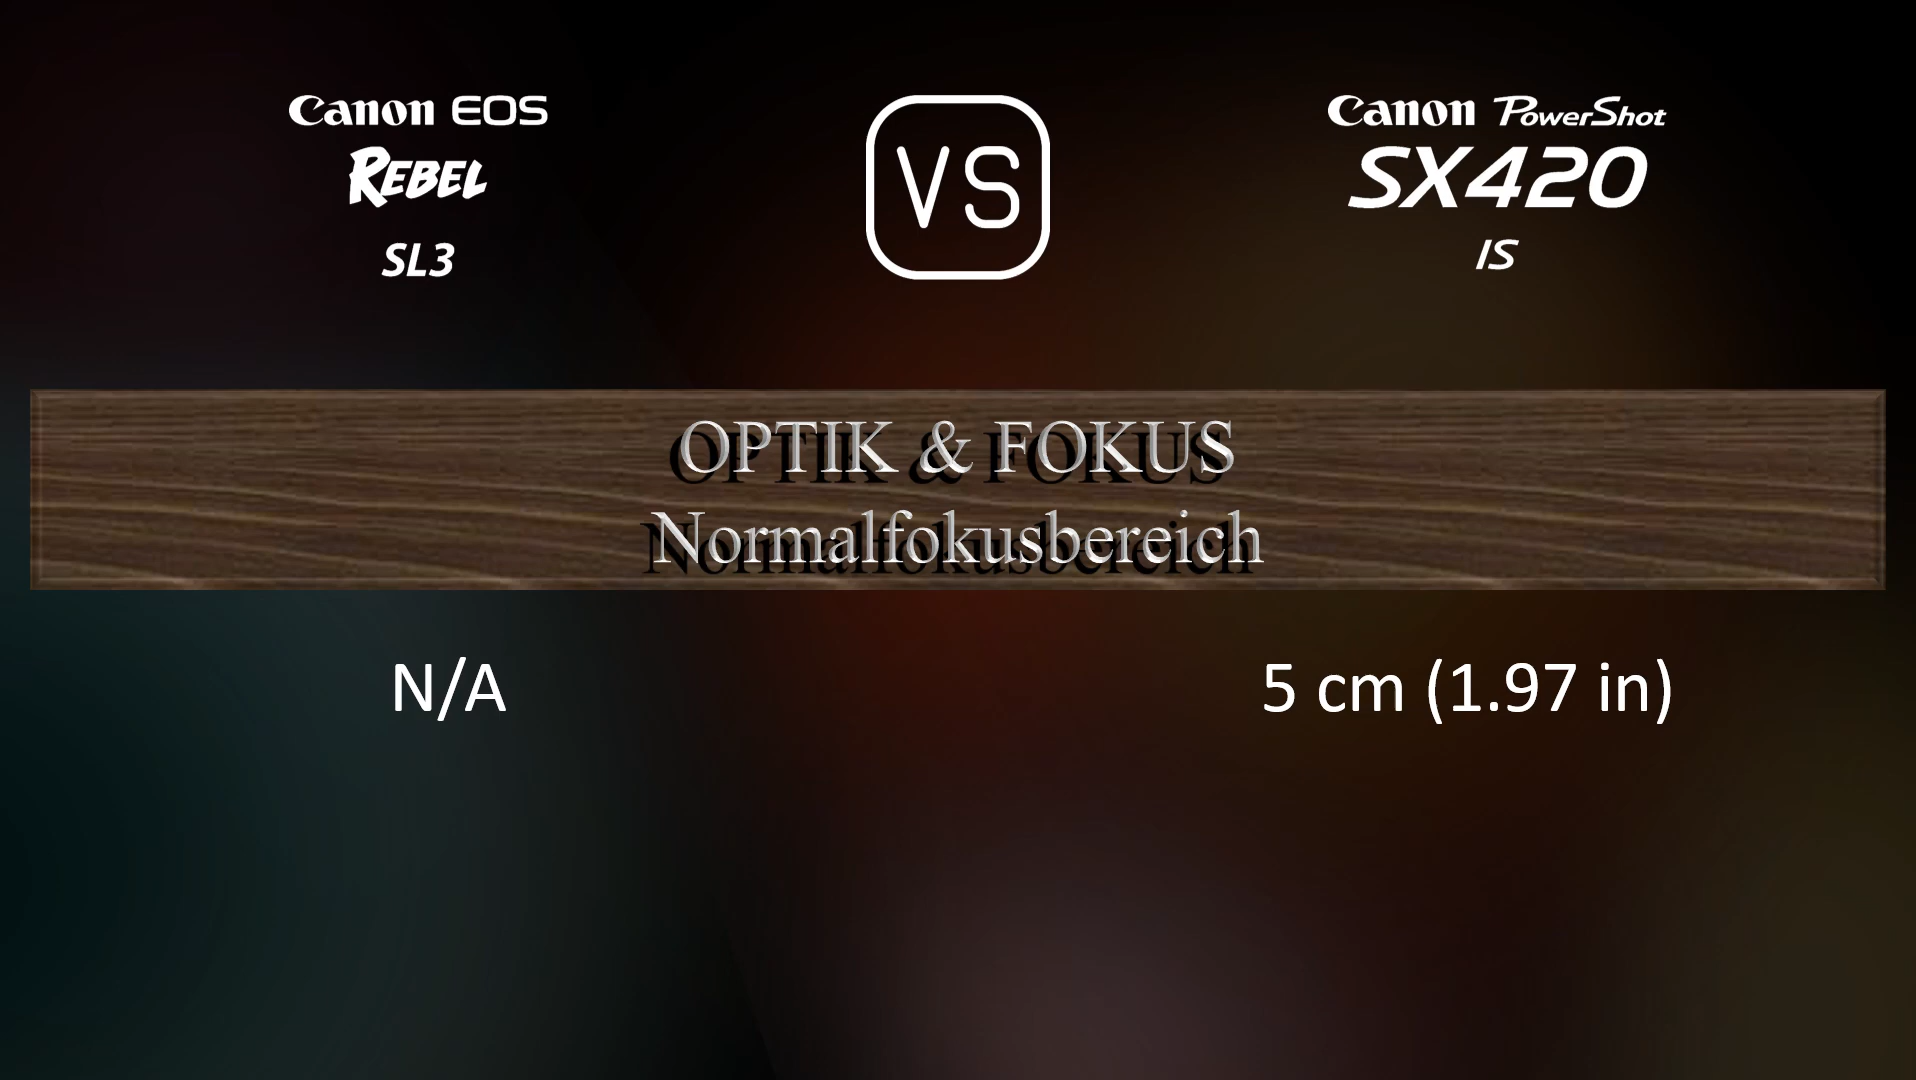 Canon EOS
REBEL
SL3
VS
Canon PowerShot
SX420
IS
OPTIK & FOKUS
Normalfokusbereich
N/A
5 cm (1.97 in)